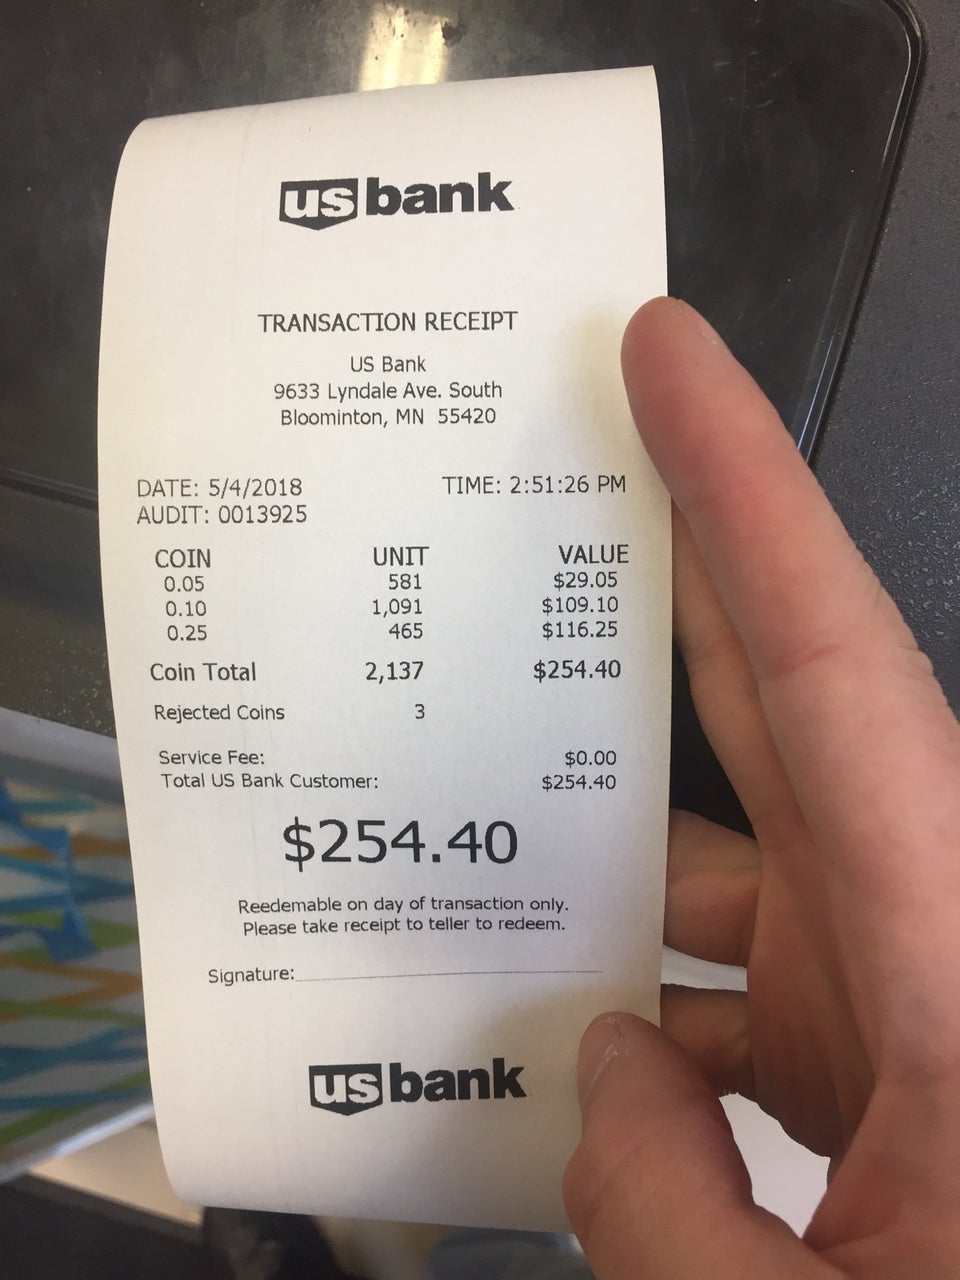 us bank
TRANSACTION RECEIPT
US Bank
9633 Lyndale Ave. South
Bloominton, MN 55420
DATE: 5/4/2018 TIME: 2:51:26 PM
AUDIT: 0013925
COIN UNIT VALUE
0.05 581 $29.05
0.10 1,091 $109.10
0.25 465 $116.25
Coin Total 2,137 $254.40
Rejected Coins 3
Service Fee: $0.00
Total US Bank Customer: $254.40
$254.40
Reedemable on day of transaction only.
Please take receipt to teller to redeem.
Signature:
us bank